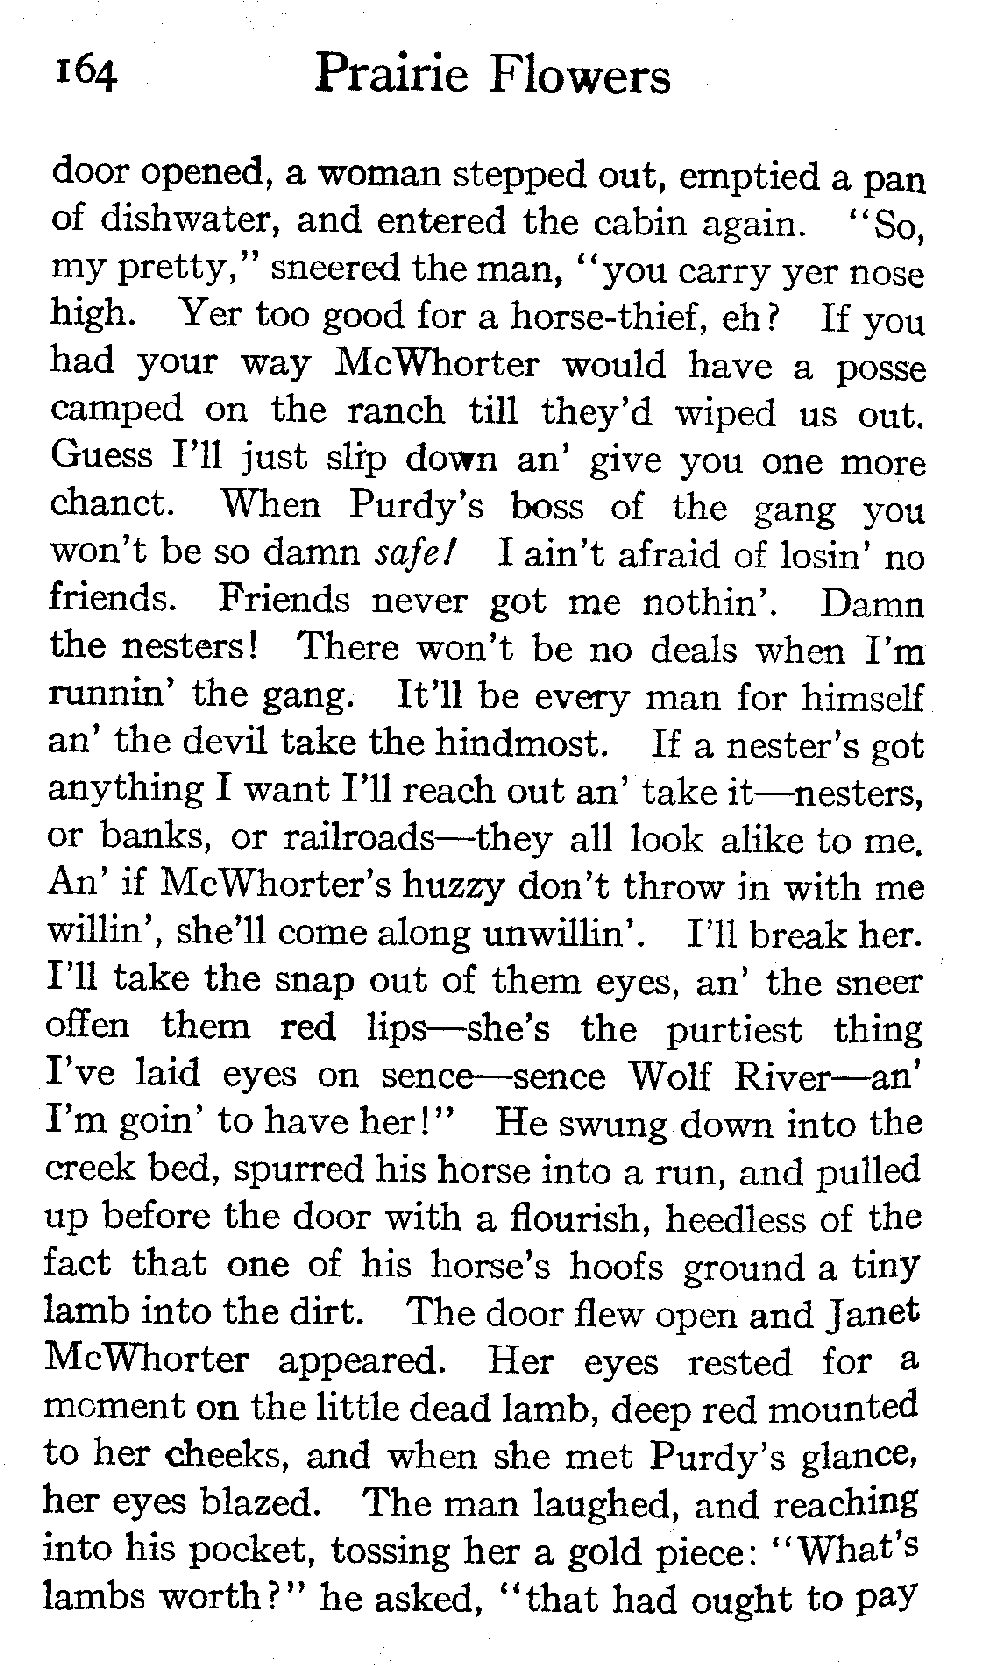 164 Prairie Flowers
door opened, a woman stepped out, emptied a pan
of dishwater, and entered the cabin again. "So,
my pretty," sneered the man, "you carry yer nose
high. Yer too good for a horse-thief, eh? If you
had your way McWhorter would have a posse
camped on the ranch till they'd wiped us out.
Guess I'll just slip down an' give you one more
chanct. When Purdy's boss of the gang you
won't be so damn safe! I ain't afraid of losin' no
friends. Friends never got me nothin'. Damn
the nesters! There won't be no deals when I'm
runnin' the gang. It'll be every man for himself
an' the devil take the hindmost. If a nester's got
anything I want I'll reach out an' take it—nesters,
or banks, or railroads—they all look alike to me.
An' if McWhorter's huzzy don't throw in with me
willin', she'll come along unwillin'. I'll break her.
I'll take the snap out of them eyes, an' the sneer
offen them red lips—she's the purtiest thing
I've laid eyes on sence—sence Wolf River—an'
I'm goin' to have her!" He swung down into the
creek bed, spurred his horse into a run, and pulled
up before the door with a flourish, heedless of the
fact that one of his horse's hoofs ground a tiny
lamb into the dirt. The door flew open and Janet
McWhorter appeared. Her eyes rested for a
moment on the little dead lamb, deep red mounted
to her cheeks, and when she met Purdy's glance,
her eyes blazed. The man laughed, and reaching
into his pocket, tossing her a gold piece: "What's
lambs worth?" he asked, "that had ought to pay